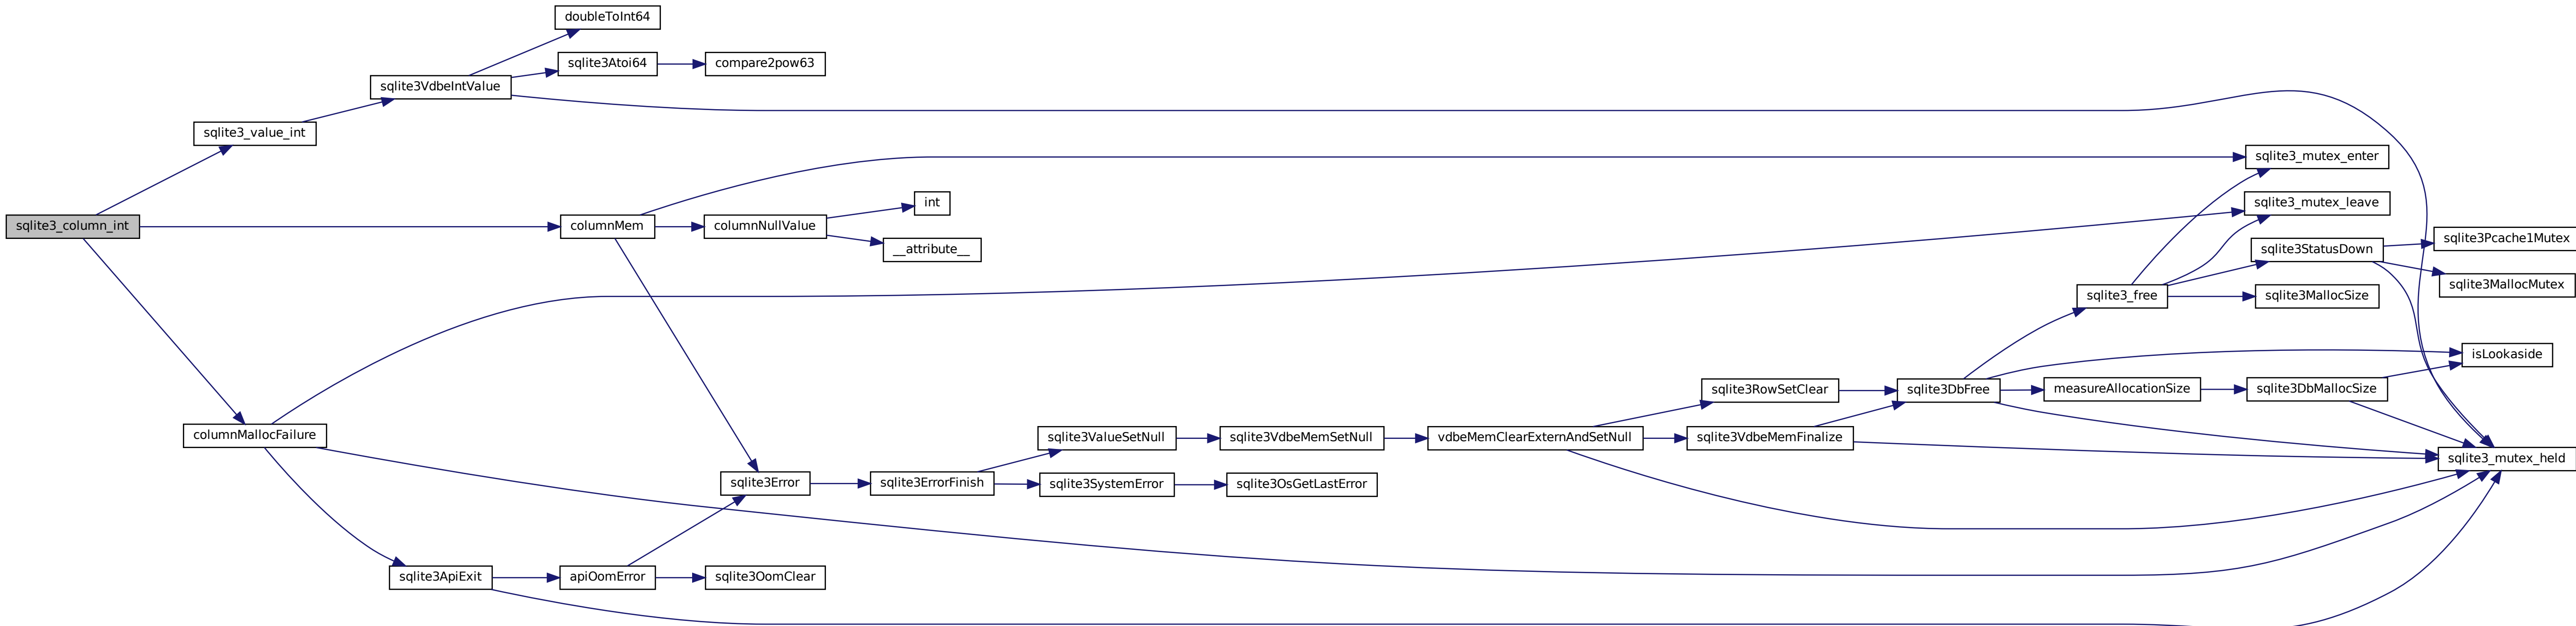 doubleToInt64
sqlite3Atoi64
compare2pow63
sqlite3VdbeIntValue
sqlite3_value_int
sqlite3_mutex_enter
int
sqlite3_mutex_leave
sqlite3_column_int
columnMem
columnNullValue
__attribute__
sqlite3StatusDown
sqlite3Pcache1Mutex
sqlite3MallocMutex
sqlite3_free
sqlite3MallocSize
isLookaside
sqlite3RowSetClear
sqlite3DbFree
measureAllocationSize
sqlite3DbMallocSize
columnMallocFailure
sqlite3ValueSetNull
sqlite3VdbeMemSetNull
vdbeMemClearExternAndSetNull
sqlite3VdbeMemFinalize
sqlite3_mutex_held
sqlite3Error
sqlite3ErrorFinish
sqlite3SystemError
sqlite3OsGetLastError
sqlite3ApiExit
apiOomError
sqlite3OomClear